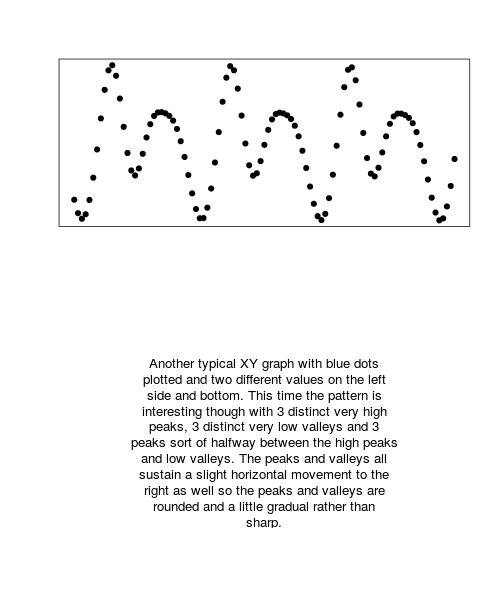 Another typical XY graph with blue dots
plotted and two different values on the left
side and bottom. This time the pattern is
interesting though with 3 distinct very high
peaks, 3 distinct very low valleys and 3
peaks sort of halfway between the high peaks
and low valleys. The peaks and valleys all
sustain a slight horizontal movement to the
right as well so the peaks and valleys are
rounded and a little gradual rather than
sharp.